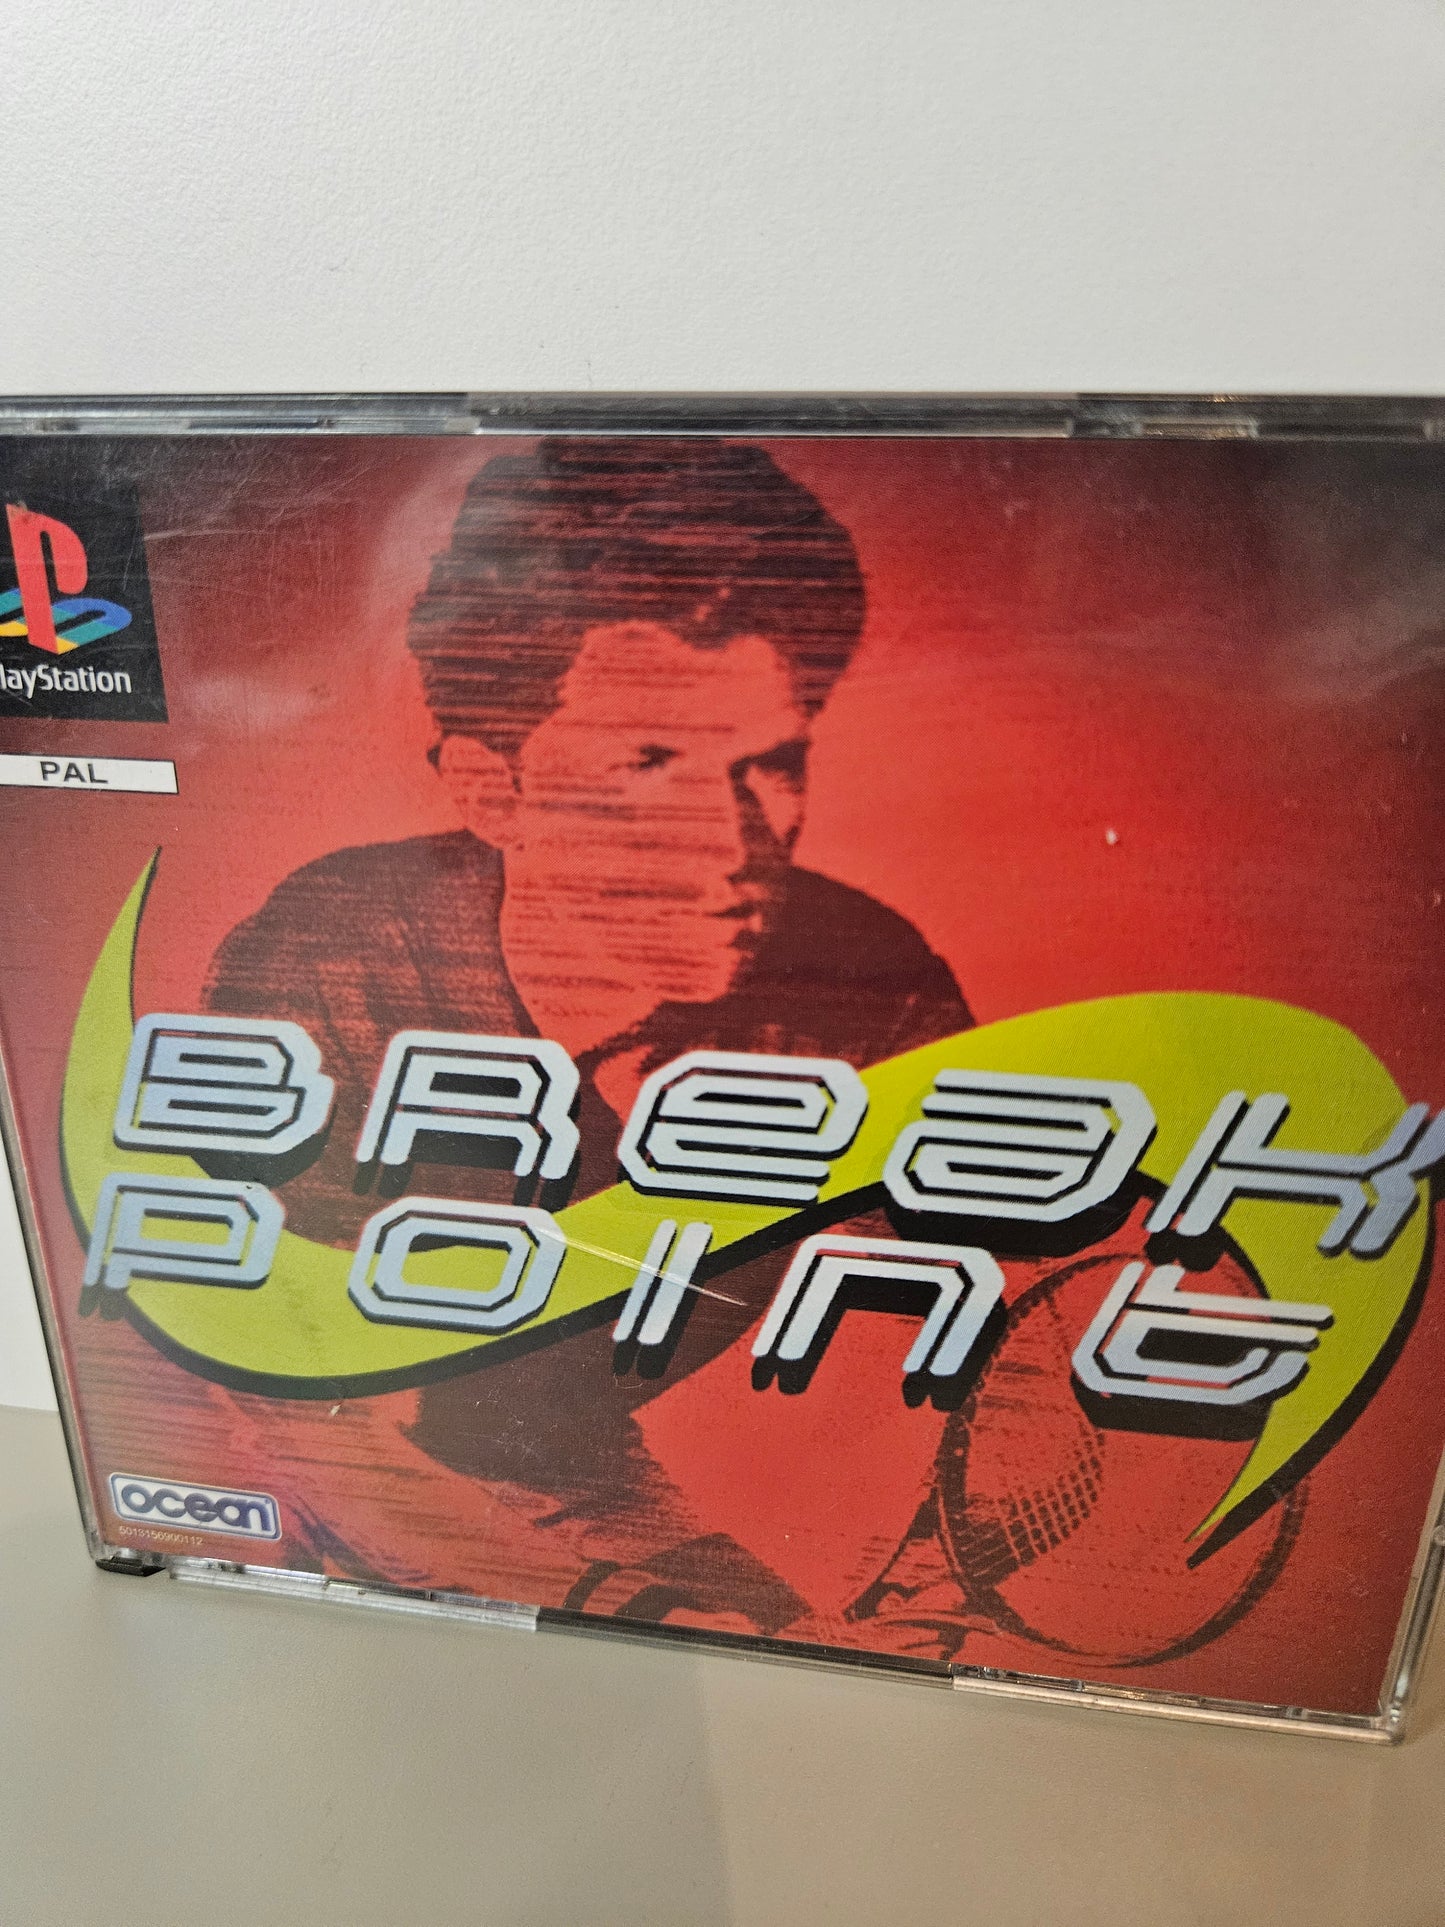 PlayStation
PAL
Break
Point
ocean
5013156900112